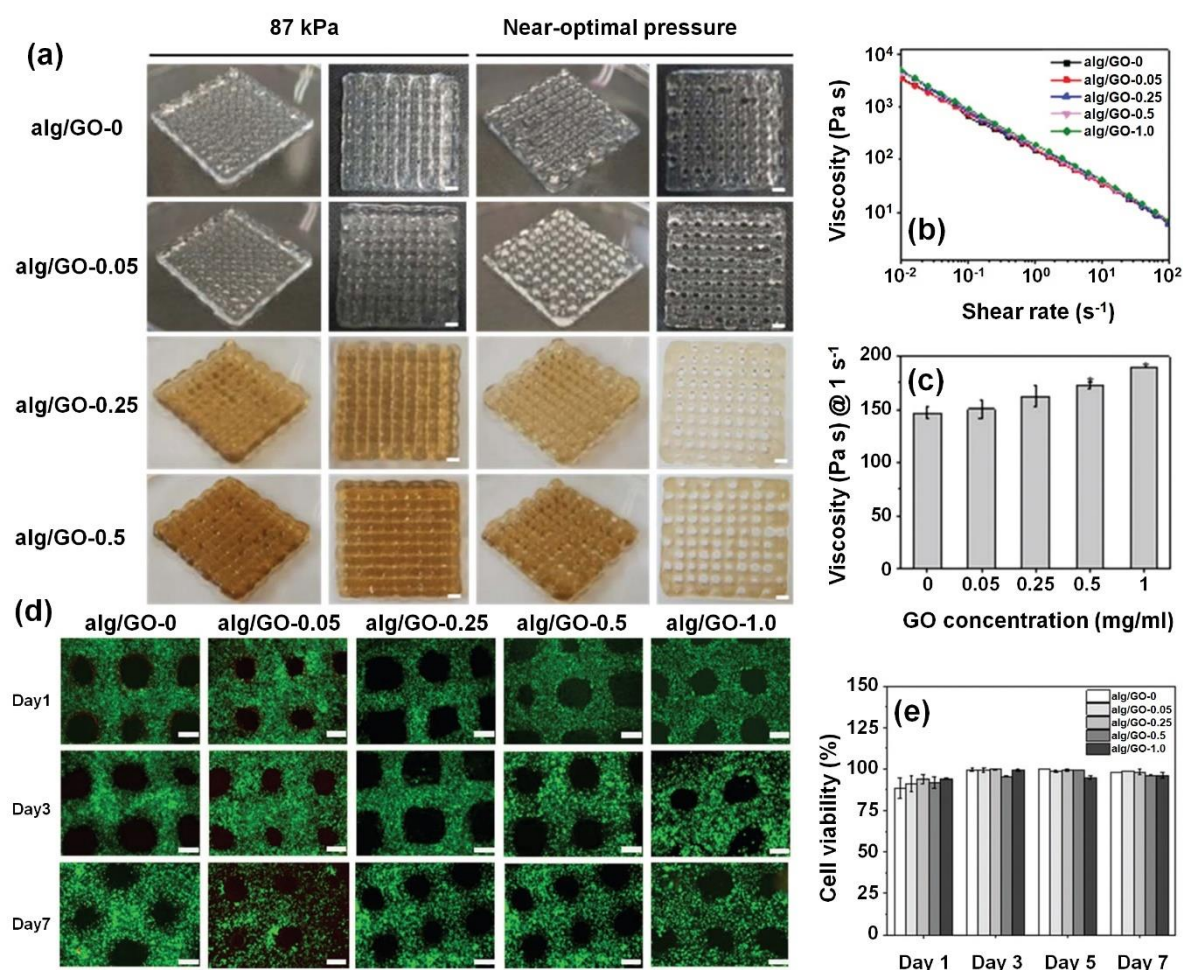 87 kPa
Near-optimal pressure
(a)
alg/GO-0
alg/GO-0.05
alg/GO-0.25
alg/GO-0.5
10⁴
10³
10²
10¹
Viscosity (Pa s)
alg/GO-0
alg/GO-0.05
alg/GO-0.25
alg/GO-0.5
alg/GO-1.0
(b)
10⁻² 10⁻¹ 10⁰ 10¹ 10²
Shear rate (s⁻¹)
200
150
100
50
0
Viscosity (Pa s) @ 1 s⁻¹
(c)
0 0.05 0.25 0.5 1
GO concentration (mg/ml)
(d)
alg/GO-0 alg/GO-0.05 alg/GO-0.25 alg/GO-0.5 alg/GO-1.0
Day1
Day3
Day7
150
125
100
75
50
25
0
Cell viability (%)
(e)
alg/GO-0
alg/GO-0.05
alg/GO-0.25
alg/GO-0.5
alg/GO-1.0
Day 1 Day 3 Day 5 Day 7